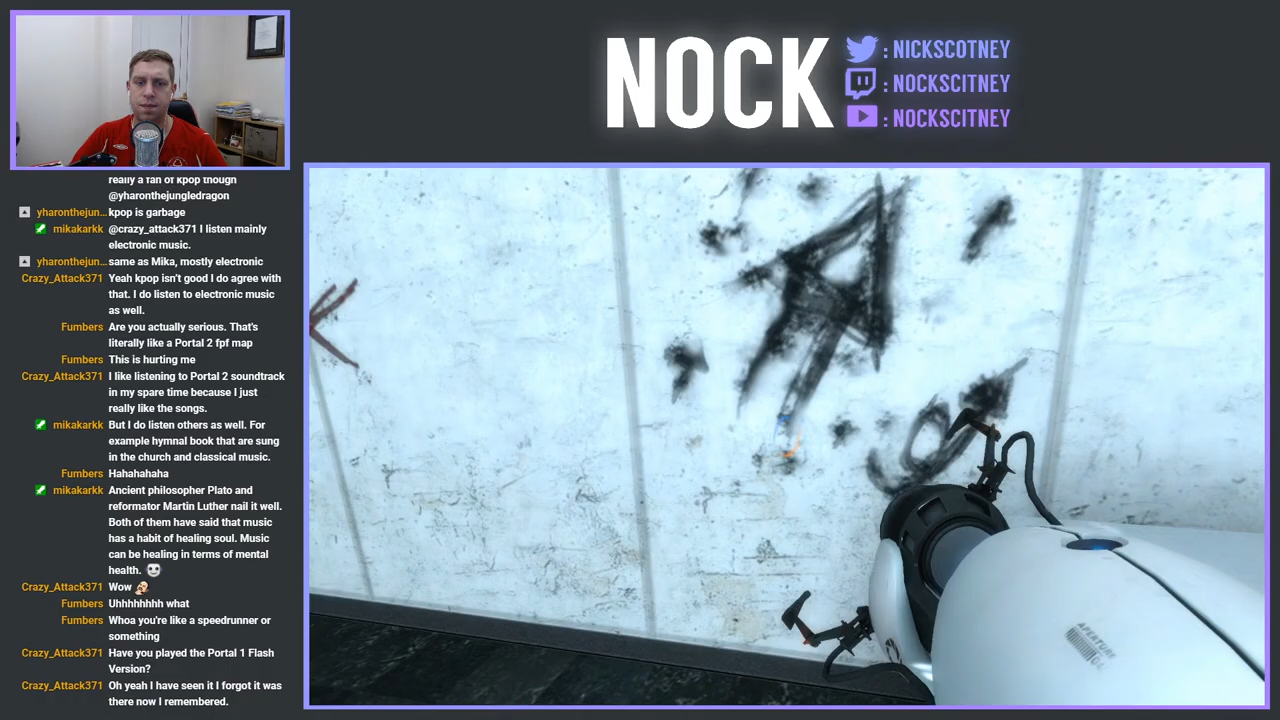 NOCK
: NICKSCOTNEY
: NOCKSCITNEY
: NOCKSCITNEY
really a fan of kpop though
@yharonthejungledragon
yharonthejun... kpop is garbage
mikakarkk @crazy_attack371 I listen mainly
electronic music.
yharonthejun... same as Mika, mostly electronic
Crazy_Attack371 Yeah kpop isn't good I do agree with
that. I do listen to electronic music
as well.
Fumbers Are you actually serious. That's
literally like a Portal 2 fpf map
Fumbers This is hurting me
Crazy_Attack371 I like listening to Portal 2 soundtrack
in my spare time because I just
really like the songs.
mikakarkk But I do listen others as well. For
example hymnal book that are sung
in the church and classical music.
Fumbers Hahahahaha
mikakarkk Ancient philosopher Plato and
reformator Martin Luther nail it well.
Both of them have said that music
has a habit of healing soul. Music
can be healing in terms of mental
health.
Crazy_Attack371 Wow
Fumbers Uhhhhhhhh what
Fumbers Whoa you're like a speedrunner or
something
Crazy_Attack371 Have you played the Portal 1 Flash
Version?
Crazy_Attack371 Oh yeah I have seen it I forgot it was
there now I remembered.
APERTURE